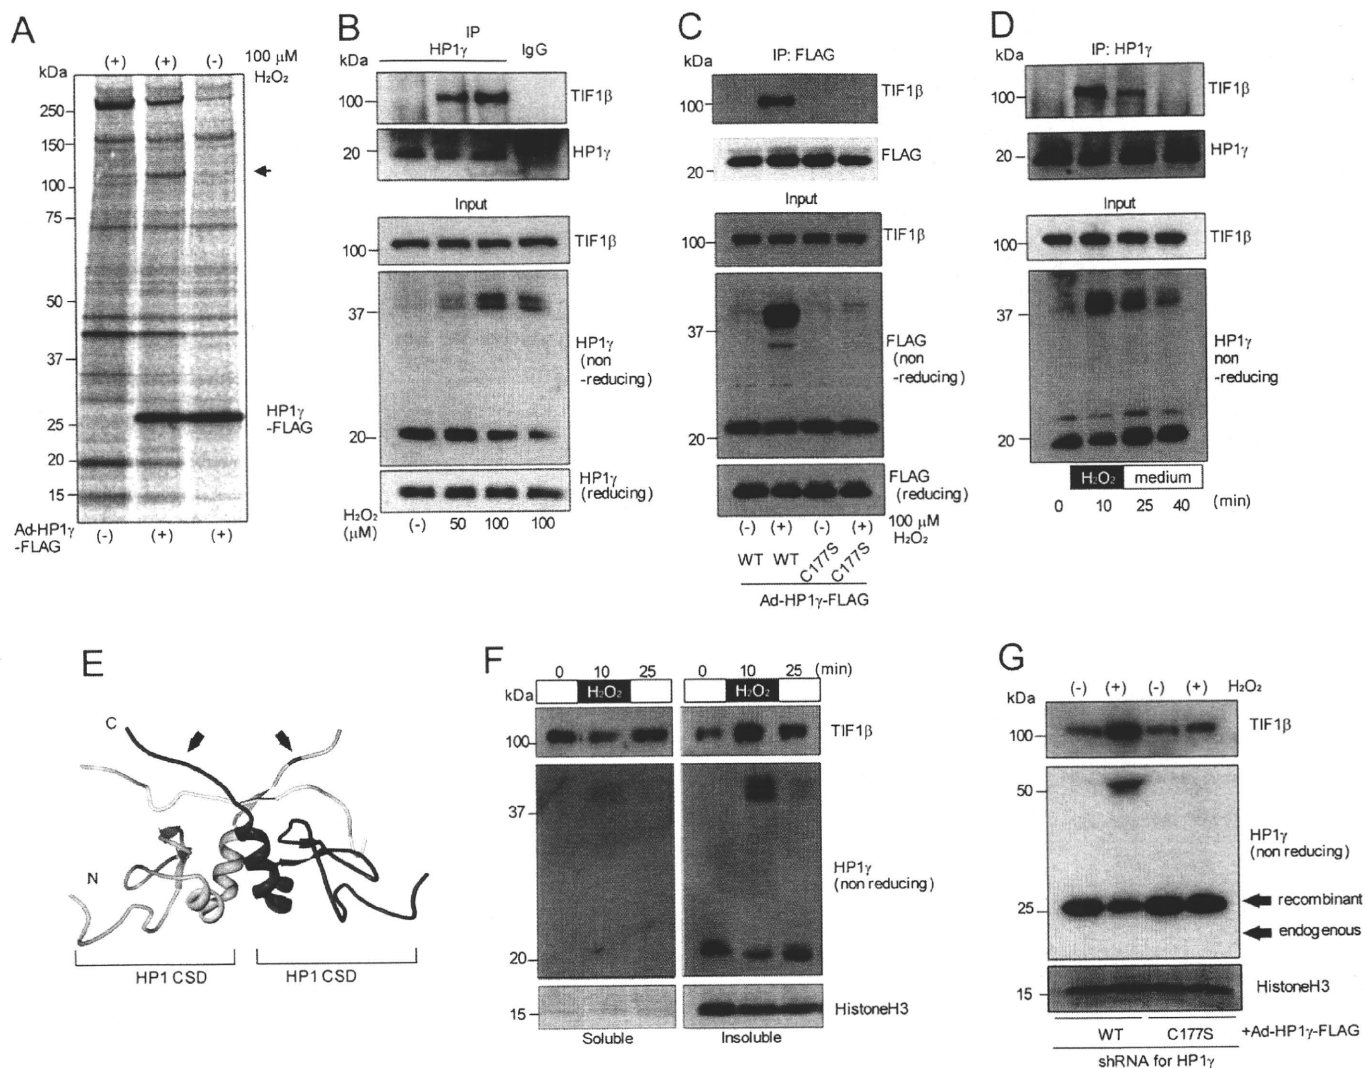 A
(+) (+) (-) 100 μM
H₂O₂
kDa
250
150
100
75
50
37
25
20
15
HP1γ
-FLAG
Ad-HP1γ
-FLAG
(-) (+) (+)
B
IP
HP1γ IgG
kDa
100 TIF1β
20 HP1γ
Input
100 TIF1β
37
HP1γ
(non
-reducing)
20
HP1γ
(reducing)
H₂O₂
(μM)
(-) 50 100 100
C
IP: FLAG
kDa
100 TIF1β
20 FLAG
Input
100 TIF1β
37
FLAG
(non
-reducing)
20
FLAG
(reducing)
(-) (+) (-) (+) 100 μM
H₂O₂
WT WT C177S C177S
Ad-HP1γ-FLAG
D
IP: HP1γ
kDa
100 TIF1β
20 HP1γ
Input
100 TIF1β
37
HP1γ
non
-reducing
20
H₂O₂ medium
0 10 25 40 (min)
E
C
N
HP1 CSD HP1 CSD
F
0 10 25 0 10 25 (min)
H₂O₂ H₂O₂
kDa
100 TIF1β
37
HP1γ
(non reducing)
20
15 HistoneH3
Soluble Insoluble
G
(-) (+) (-) (+) H₂O₂
kDa
100 TIF1β
50
HP1γ
(non reducing)
25 recombinant
endogenous
15 HistoneH3
WT C177S +Ad-HP1γ-FLAG
shRNA for HP1γ